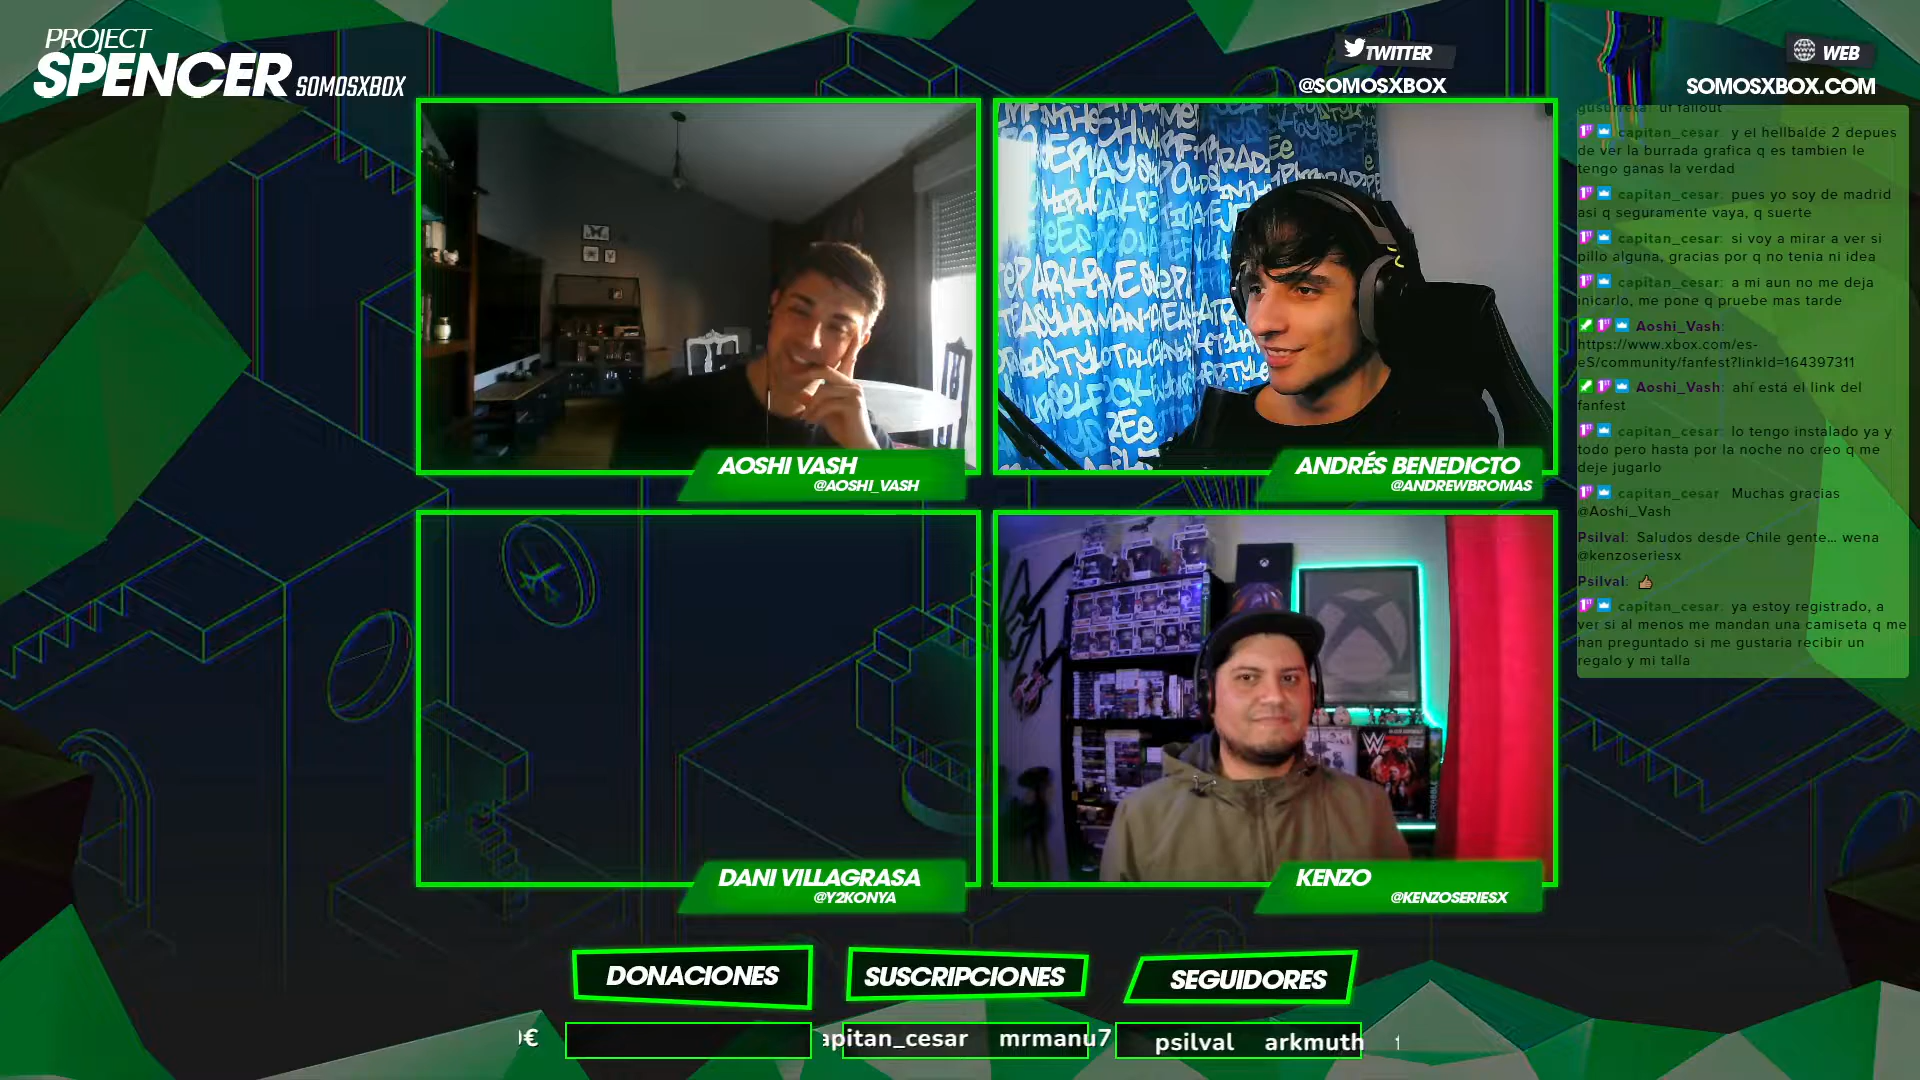 PROJECT
SPENCER SOMOSXBOX
TWITTER
@SOMOSXBOX
WEB
SOMOSXBOX.COM
AOSHI VASH
@AOSHI_VASH
ANDRÉS BENEDICTO
@ANDREWBROMAS
DANI VILLAGRASA
@Y2KONYA
KENZO
@KENZOSERIESX
gusurreta: uf fallout
capitan_cesar: y el hellbalde 2 depues
de ver la burrada grafica q es tambien le
tengo ganas la verdad
capitan_cesar: pues yo soy de madrid
asi q seguramente vaya, q suerte
capitan_cesar: si voy a mirar a ver si
pillo alguna, gracias por q no tenia ni idea
capitan_cesar: a mi aun no me deja
inicarlo, me pone q pruebe mas tarde
Aoshi_Vash:
https://www.xbox.com/es-
eS/community/fanfest?linkId=164397311
Aoshi_Vash: ahí está el link del
fanfest
capitan_cesar: lo tengo instalado ya y
todo pero hasta por la noche no creo q me
deje jugarlo
capitan_cesar: Muchas gracias
@Aoshi_Vash
Psilval: Saludos desde Chile gente... wena
@kenzoseriesx
Psilval: 👍
capitan_cesar: ya estoy registrado, a
ver si al menos me mandan una camiseta q me
han preguntado si me gustaria recibir un
regalo y mi talla
WWE 2K16
SCRABBLE
DONACIONES
SUSCRIPCIONES
SEGUIDORES
€
apitan_cesar mrmanu7
psilval arkmuth